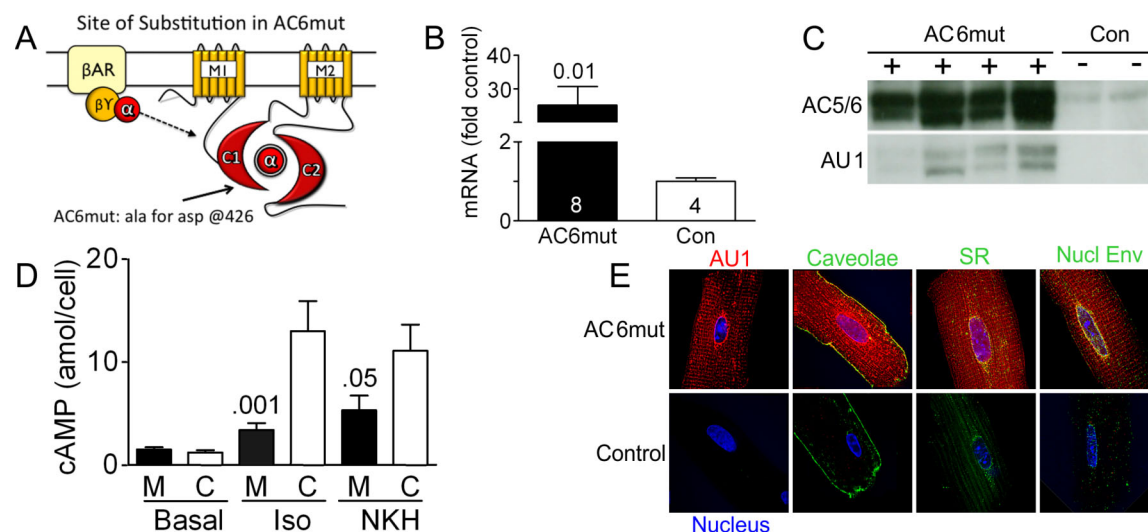 A
Site of Substitution in AC6mut
βAR
βγ
α
M1
M2
C1
α
C2
AC6mut: ala for asp @426
B
mRNA (fold control)
30
15
2
1
0
0.01
8
4
AC6mut
Con
C
AC6mut
Con
+ + + + - -
AC5/6
AU1
D
cAMP (amol/cell)
20
10
0
.001
.05
M C M C M C
Basal Iso NKH
E
AU1 Caveolae SR Nucl Env
AC6mut
Control
Nucleus